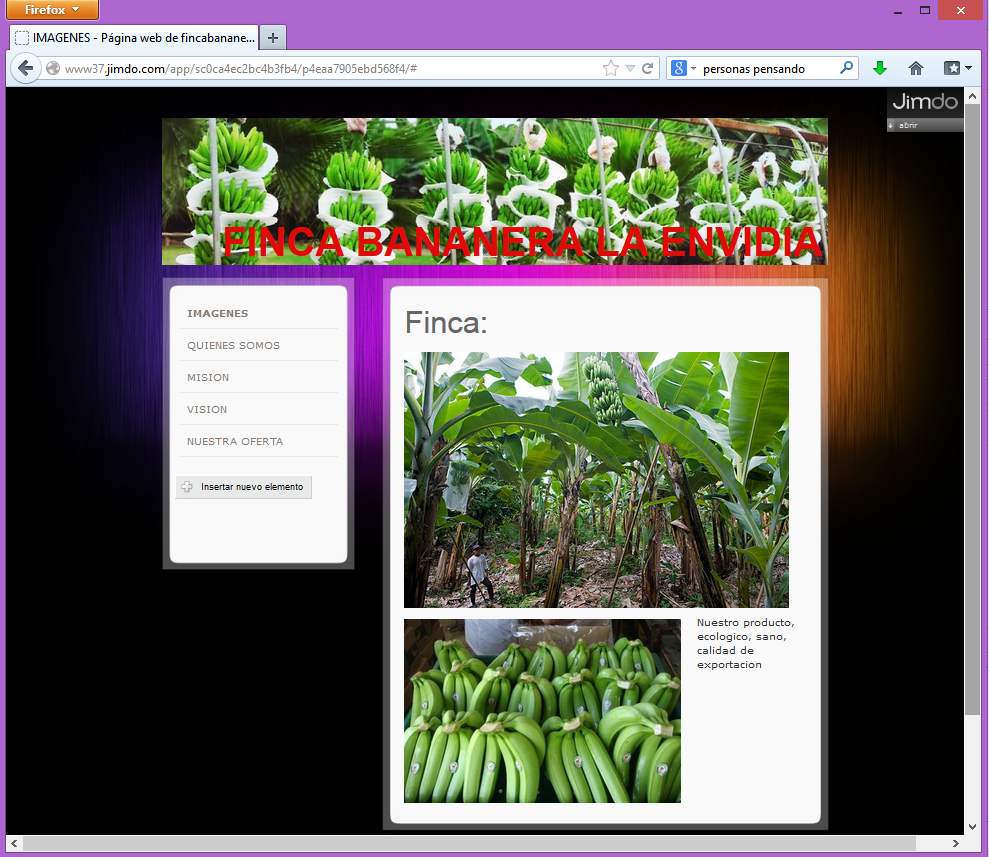 Firefox
IMAGENES - Página web de fincabanane...
www37.jimdo.com/app/sc0ca4ec2bc4b3fb4/p4eaa7905ebd568f4/#
personas pensando
Jimdo
abrir
FINCA BANANERA LA ENVIDIA
IMAGENES
QUIENES SOMOS
MISION
VISION
NUESTRA OFERTA
Insertar nuevo elemento
Finca:
Nuestro producto,
ecologico, sano,
calidad de
exportacion